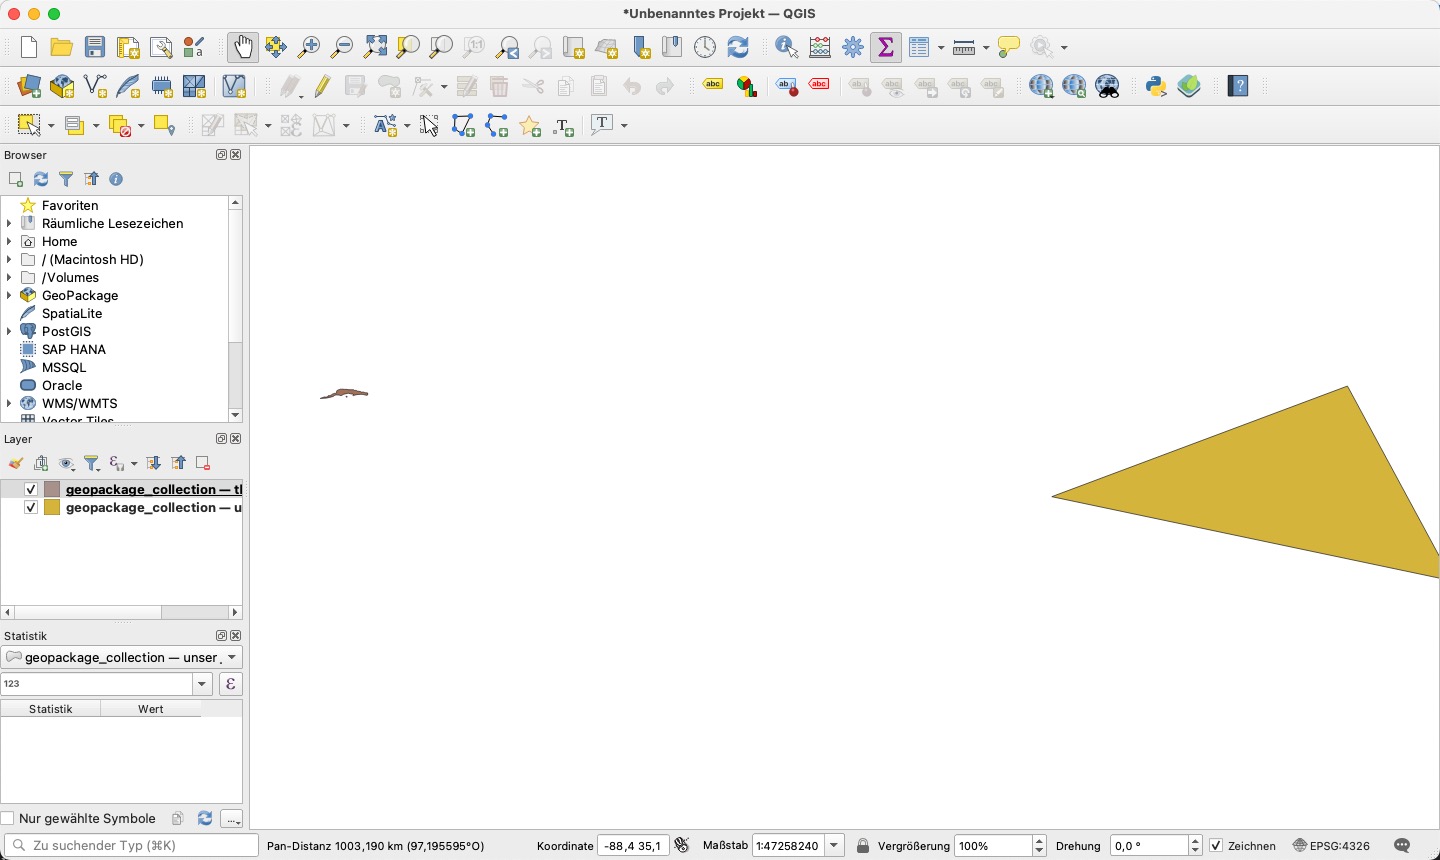 *Unbenanntes Projekt — QGIS
Browser
Favoriten
Räumliche Lesezeichen
Home
/ (Macintosh HD)
/Volumes
GeoPackage
SpatiaLite
PostGIS
SAP HANA
MSSQL
Oracle
WMS/WMTS
Vector Tiles
Layer
geopackage_collection — tl
geopackage_collection — u
Statistik
geopackage_collection — unser
123
ε
Statistik Wert
Nur gewählte Symbole
...
Zu suchender Typ (⌘K) Pan-Distanz 1003,190 km (97,195595°O) Koordinate -88,4 35,1 Maßstab 1:47258240 Vergrößerung 100% Drehung 0,0 ° Zeichnen EPSG:4326